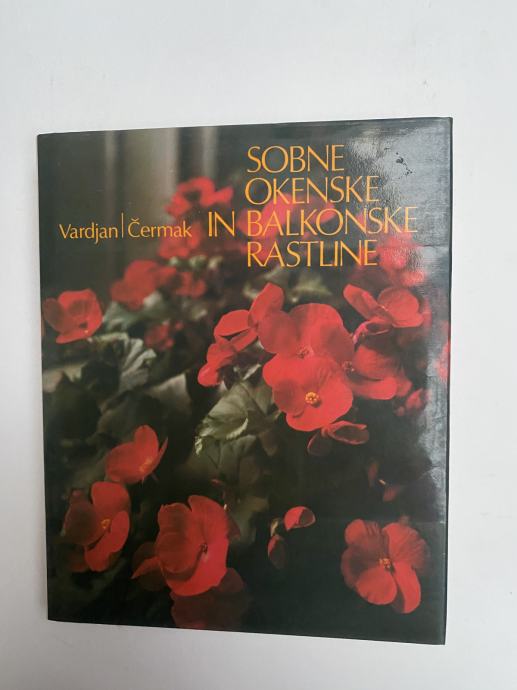 SOBNE
OKENSKE
Vardjan | Čermak IN BALKONSKE
RASTLINE